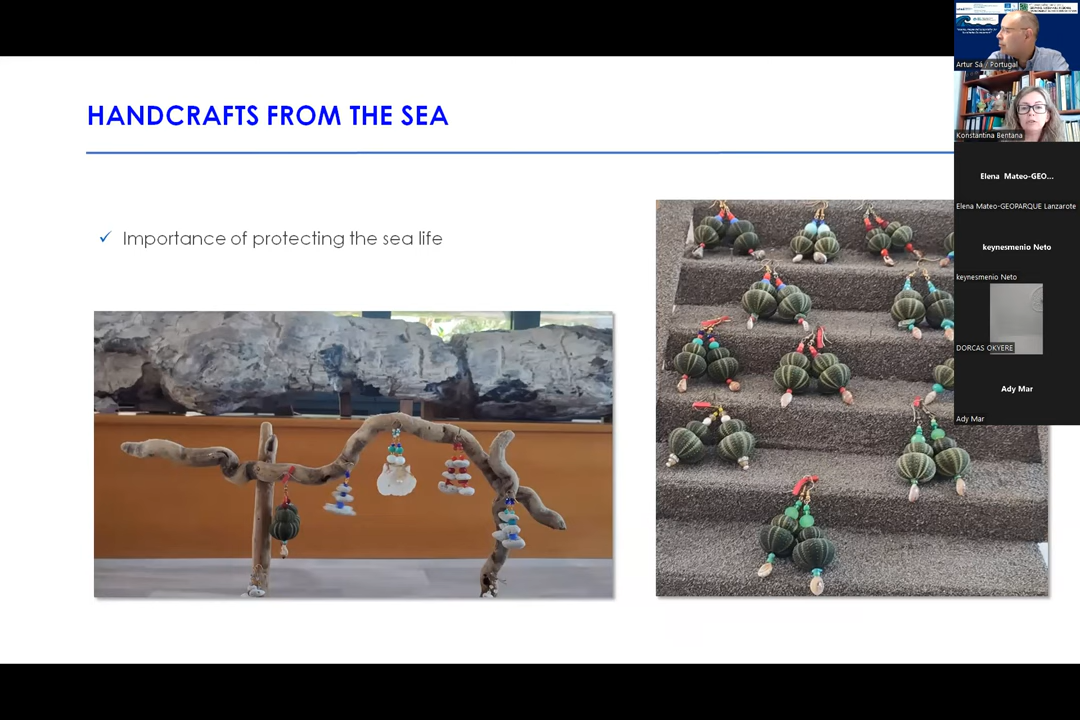 HANDCRAFTS FROM THE SEA
✓ Importance of protecting the sea life
Artur Sá / Portugal
Konstantina Bentana
Elena Mateo-GEO...
Elena Mateo-GEOPARQUE Lanzarote
keynesmenio Neto
keynesmenio Neto
DORCAS OKYERE
Ady Mar
Ady Mar